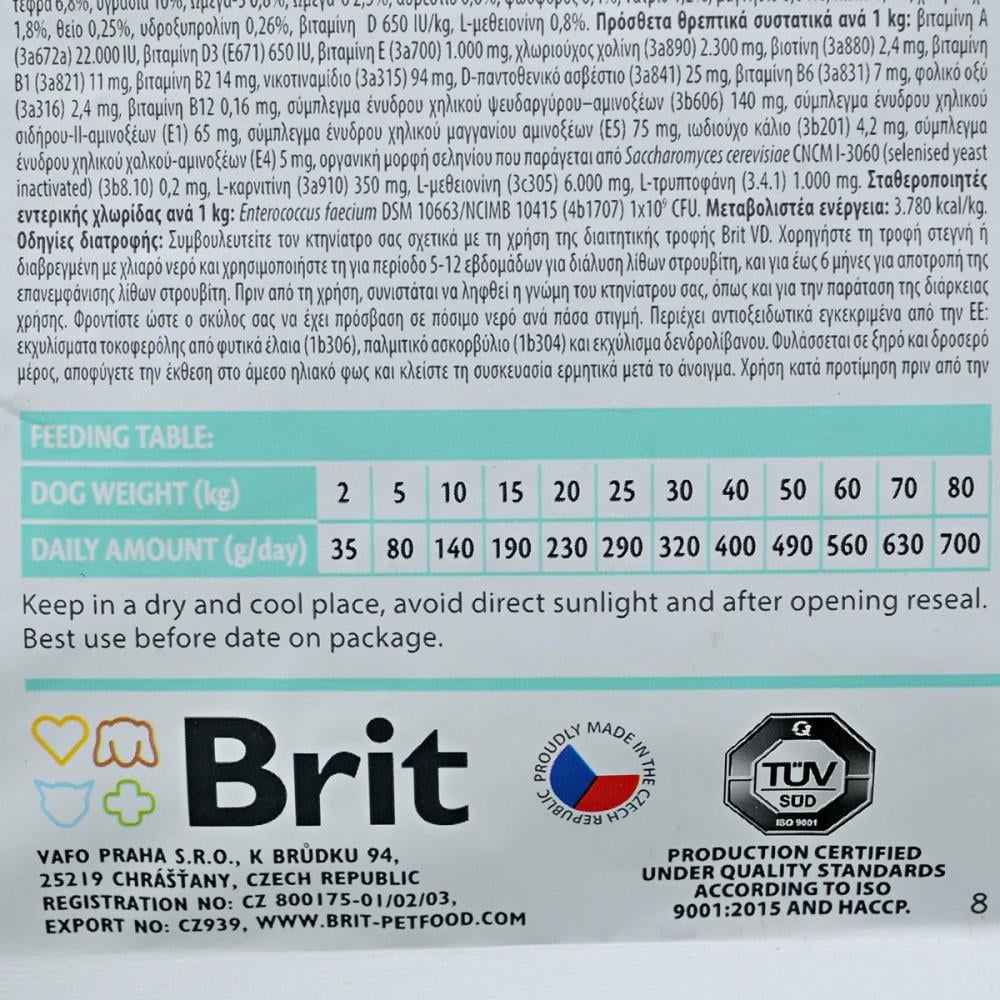 1,8%, θείο 0,25%, υδροξυπρολίνη 0,26%, βιταμίνη D 650 IU/kg, L-μεθειονίνη 0,8%. Πρόσθετα θρεπτικά συστατικά ανά 1 kg: βιταμίνη A
(3a672a) 22.000 IU, βιταμίνη D3 (E671) 650 IU, βιταμίνη E (3a700) 1.000 mg, χλωριούχος χολίνη (3a890) 2.300 mg, βιοτίνη (3a880) 2,4 mg, βιταμίνη
B1 (3a821) 11 mg, βιταμίνη B2 14 mg, νικοτιναμίδιο (3a315) 94 mg, D-παντοθενικό ασβέστιο (3a841) 25 mg, βιταμίνη B6 (3a831) 7 mg, φολικό οξύ
(3a316) 2,4 mg, βιταμίνη B12 0,16 mg, σύμπλεγμα ένυδρου χηλικού ψευδαργύρου–αμινοξέων (3b606) 140 mg, σύμπλεγμα ένυδρου χηλικού
σιδήρου-II-αμινοξέων (E1) 65 mg, σύμπλεγμα ένυδρου χηλικού μαγγανίου αμινοξέων (E5) 75 mg, ιωδιούχο κάλιο (3b201) 4,2 mg, σύμπλεγμα
ένυδρου χηλικού χαλκού-αμινοξέων (E4) 5 mg, οργανική μορφή σεληνίου που παράγεται από Saccharomyces cerevisiae CNCM I-3060 (selenised yeast
inactivated) (3b8.10) 0,2 mg, L-καρνιτίνη (3a910) 350 mg, L-μεθειονίνη (3c305) 6.000 mg, L-τρυπτοφάνη (3.4.1) 1.000 mg. Σταθεροποιητές
εντερικής χλωρίδας ανά 1 kg: Enterococcus faecium DSM 10663/NCIMB 10415 (4b1707) 1x10⁹ CFU. Μεταβολιστέα ενέργεια: 3.780 kcal/kg.
Οδηγίες διατροφής: Συμβουλευτείτε τον κτηνίατρο σας σχετικά με τη χρήση της διαιτητικής τροφής Brit VD. Χορηγήστε τη τροφή στεγνή ή
διαβρεγμένη με χλιαρό νερό και χρησιμοποιήστε τη για περίοδο 5-12 εβδομάδων για διάλυση λίθων στρουβίτη, και για έως 6 μήνες για αποτροπή της
επανεμφάνισης λίθων στρουβίτη. Πριν από τη χρήση, συνιστάται να ληφθεί η γνώμη του κτηνίατρου σας, όπως και για την παράταση της διάρκειας
χρήσης. Φροντίστε ώστε ο σκύλος σας να έχει πρόσβαση σε πόσιμο νερό ανά πάσα στιγμή. Περιέχει αντιοξειδωτικά εγκεκριμένα από την ΕΕ:
εκχυλίσματα τοκοφερόλης από φυτικά έλαια (1b306), παλμιτικό ασκορβύλιο (1b304) και εκχύλισμα δενδρολίβανου. Φυλάσσεται σε ξηρό και δροσερό
μέρος, αποφύγετε την έκθεση στο άμεσο ηλιακό φως και κλείστε τη συσκευασία ερμητικά μετά το άνοιγμα. Χρήση κατά προτίμηση πριν από την
FEEDING TABLE:
DOG WEIGHT (kg) 2 5 10 15 20 25 30 40 50 60 70 80
DAILY AMOUNT (g/day) 35 80 140 190 230 290 320 400 490 560 630 700
Keep in a dry and cool place, avoid direct sunlight and after opening reseal.
Best use before date on package.
Brit
PROUDLY MADE IN THE CZECH REPUBLIC
TÜV
SÜD
ISO 9001
VAFO PRAHA S.R.O., K BRŮDKU 94,
25219 CHRÁŠŤANY, CZECH REPUBLIC
REGISTRATION NO: CZ 800175-01/02/03,
EXPORT NO: CZ939, WWW.BRIT-PETFOOD.COM
PRODUCTION CERTIFIED
UNDER QUALITY STANDARDS
ACCORDING TO ISO
9001:2015 AND HACCP.
8